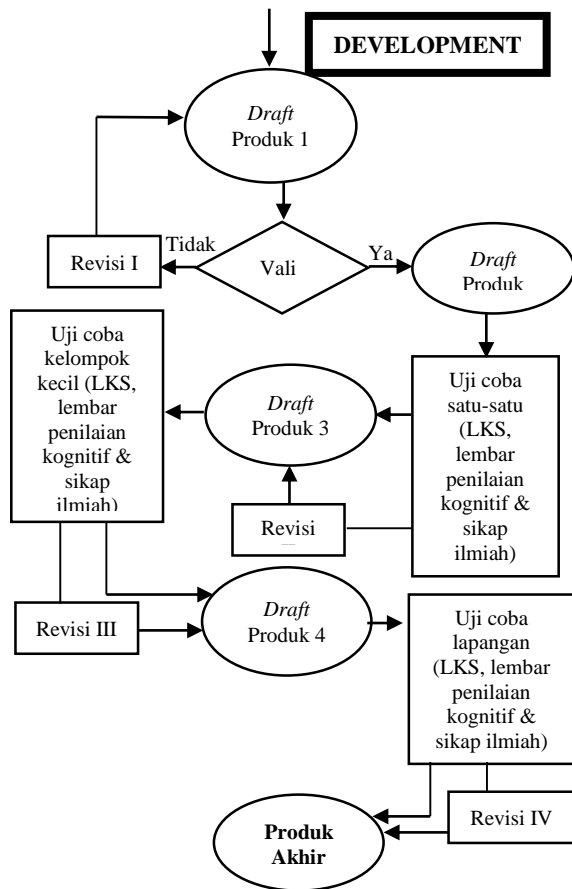 DEVELOPMENT
Draft
Produk 1
Tidak
Ya
Revisi I
Vali
Draft
Produk
Uji coba
kelompok
kecil (LKS,
lembar
penilaian
kognitif &
sikap
ilmiah)
Draft
Produk 3
Uji coba
satu-satu
(LKS,
lembar
penilaian
kognitif &
sikap
ilmiah)
Revisi
Revisi III
Draft
Produk 4
Uji coba
lapangan
(LKS, lembar
penilaian
kognitif &
sikap ilmiah)
Produk
Akhir
Revisi IV